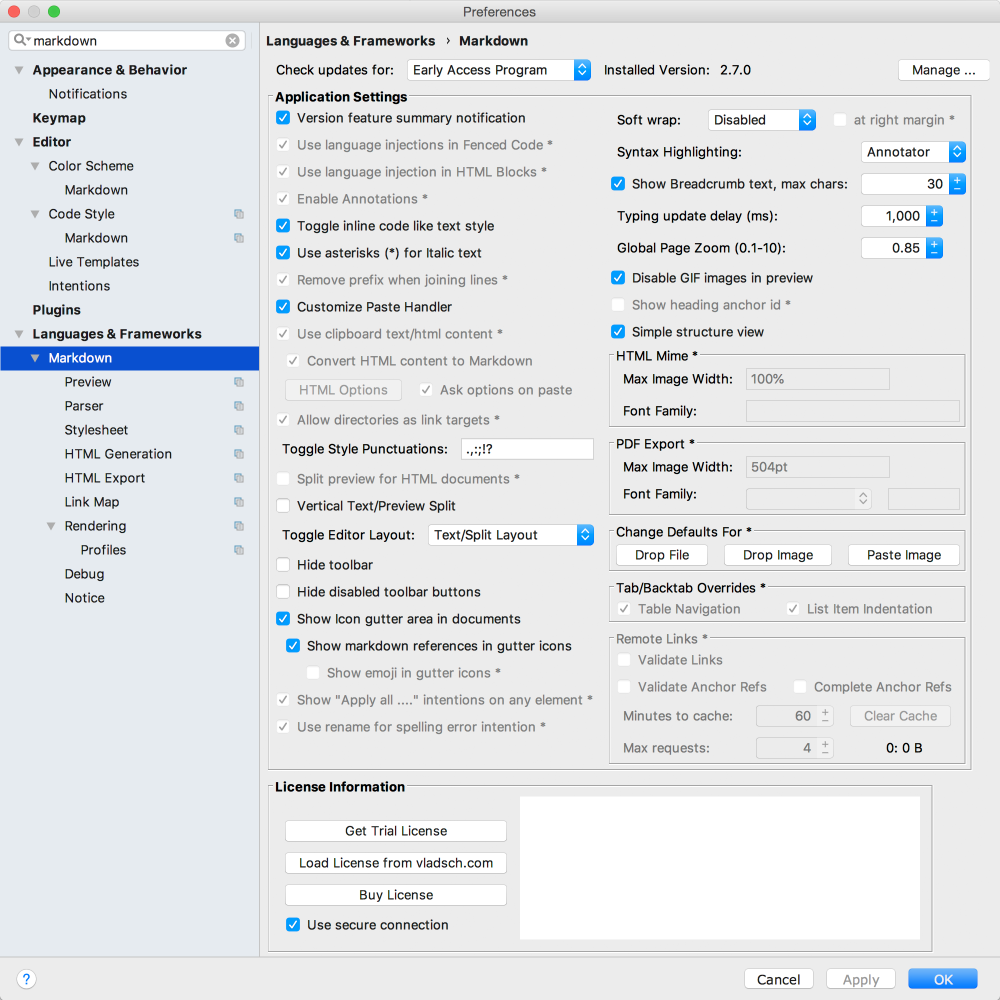 Preferences
markdown
Appearance & Behavior
Notifications
Keymap
Editor
Color Scheme
Markdown
Code Style
Markdown
Live Templates
Intentions
Plugins
Languages & Frameworks
Markdown
Preview
Parser
Stylesheet
HTML Generation
HTML Export
Link Map
Rendering
Profiles
Debug
Notice
Languages & Frameworks › Markdown
Check updates for: Early Access Program Installed Version: 2.7.0 Manage ...
Application Settings
Version feature summary notification
Use language injections in Fenced Code *
Use language injection in HTML Blocks *
Enable Annotations *
Toggle inline code like text style
Use asterisks (*) for Italic text
Remove prefix when joining lines *
Customize Paste Handler
Use clipboard text/html content *
Convert HTML content to Markdown
HTML Options Ask options on paste
Allow directories as link targets *
Toggle Style Punctuations: .,:;!?
Split preview for HTML documents *
Vertical Text/Preview Split
Toggle Editor Layout: Text/Split Layout
Hide toolbar
Hide disabled toolbar buttons
Show Icon gutter area in documents
Show markdown references in gutter icons
Show emoji in gutter icons *
Show "Apply all ...." intentions on any element *
Use rename for spelling error intention *
Soft wrap: Disabled at right margin *
Syntax Highlighting: Annotator
Show Breadcrumb text, max chars: 30
Typing update delay (ms): 1,000
Global Page Zoom (0.1-10): 0.85
Disable GIF images in preview
Show heading anchor id *
Simple structure view
HTML Mime *
Max Image Width: 100%
Font Family:
PDF Export *
Max Image Width: 504pt
Font Family:
Change Defaults For *
Drop File Drop Image Paste Image
Tab/Backtab Overrides *
Table Navigation List Item Indentation
Remote Links *
Validate Links
Validate Anchor Refs Complete Anchor Refs
Minutes to cache: 60 Clear Cache
Max requests: 4 0: 0 B
License Information
Get Trial License
Load License from vladsch.com
Buy License
Use secure connection
? Cancel Apply OK